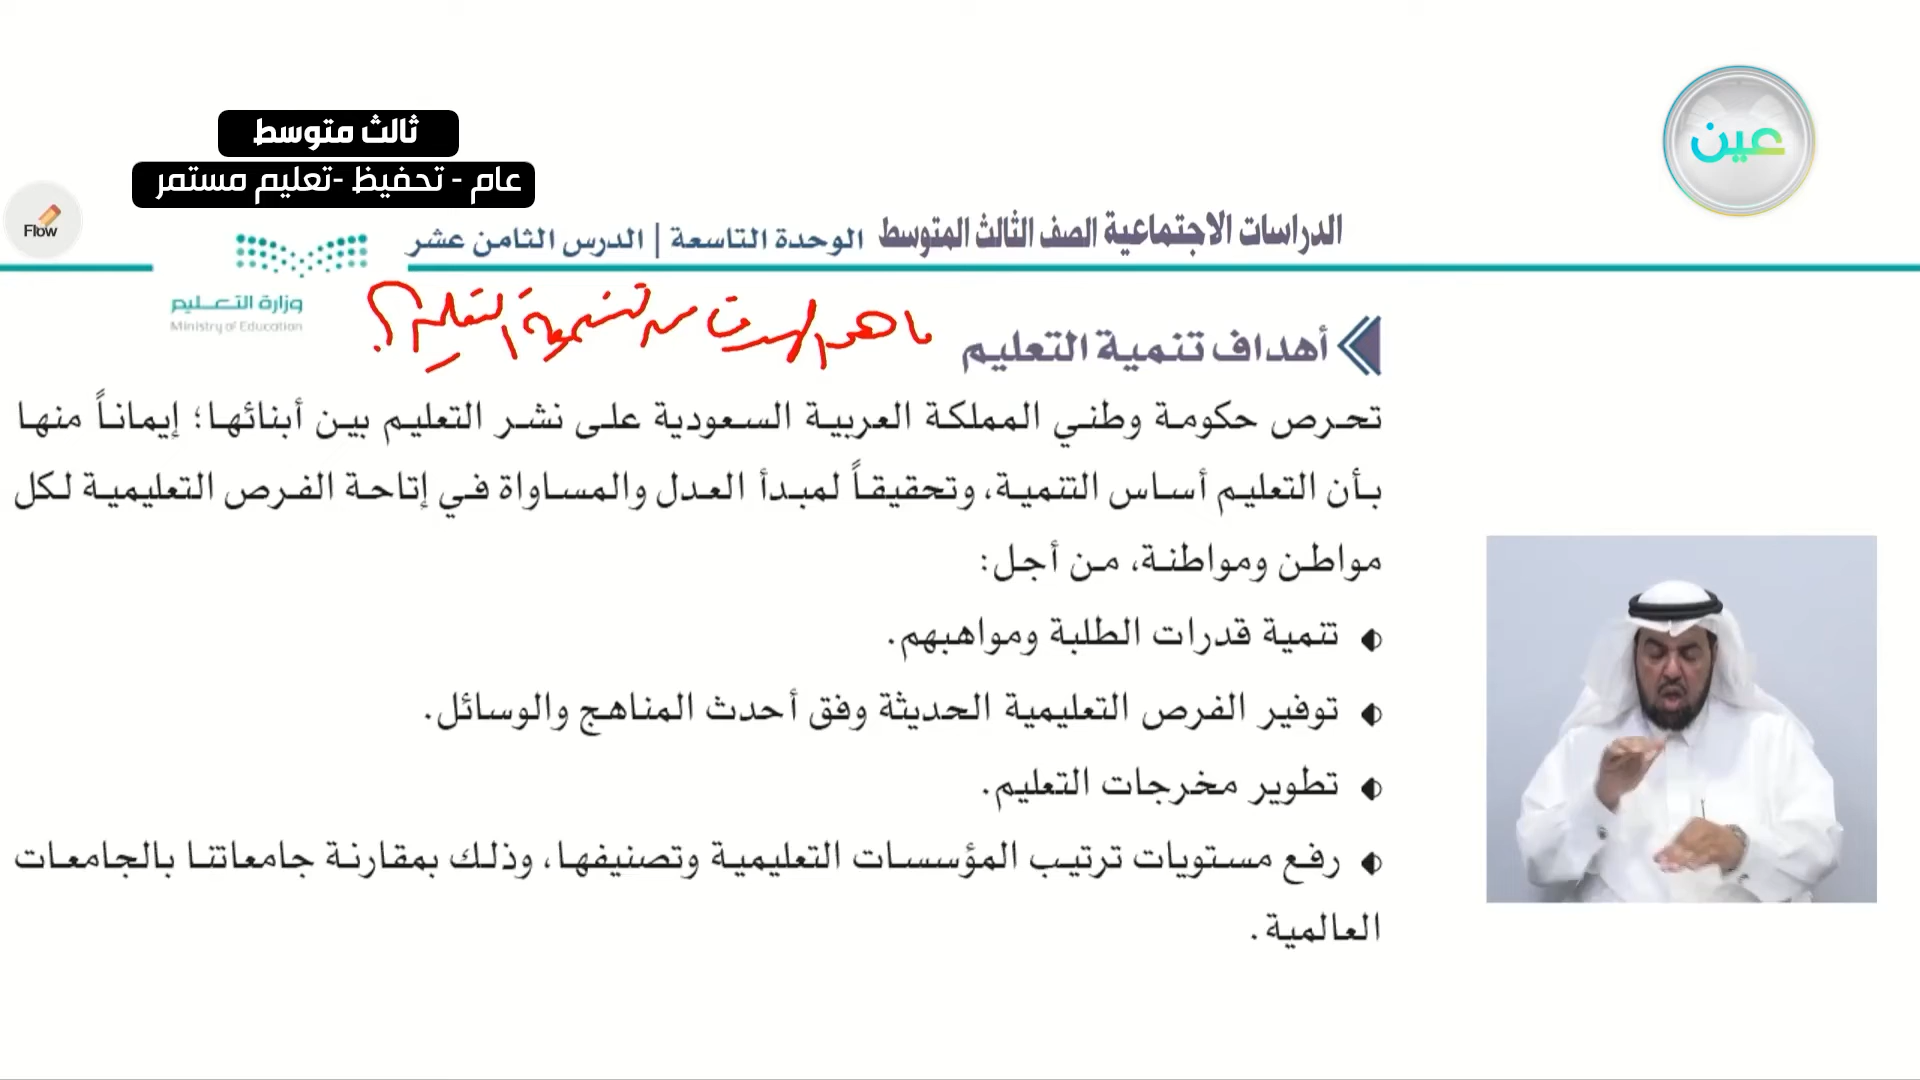 ثالث متوسط
عام - تحفيظ -تعليم مستمر
عين
Flow
الدراسات الاجتماعية الصف الثالث المتوسط الوحدة التاسعة | الدرس الثامن عشر
وزارة التعـــليم
Ministry of Education
ما هو الهدف من تنمية التعليم؟
أهداف تنمية التعليم
تحرص حكومة وطني المملكة العربية السعودية على نشر التعليم بين أبنائها؛ إيماناً منها
بأن التعليم أساس التنمية، وتحقيقاً لمبدأ العدل والمساواة في إتاحة الفرص التعليمية لكل
مواطن ومواطنة، من أجل:
تنمية قدرات الطلبة ومواهبهم.
توفير الفرص التعليمية الحديثة وفق أحدث المناهج والوسائل.
تطوير مخرجات التعليم.
رفع مستويات ترتيب المؤسسات التعليمية وتصنيفها، وذلك بمقارنة جامعاتنا بالجامعات
العالمية.